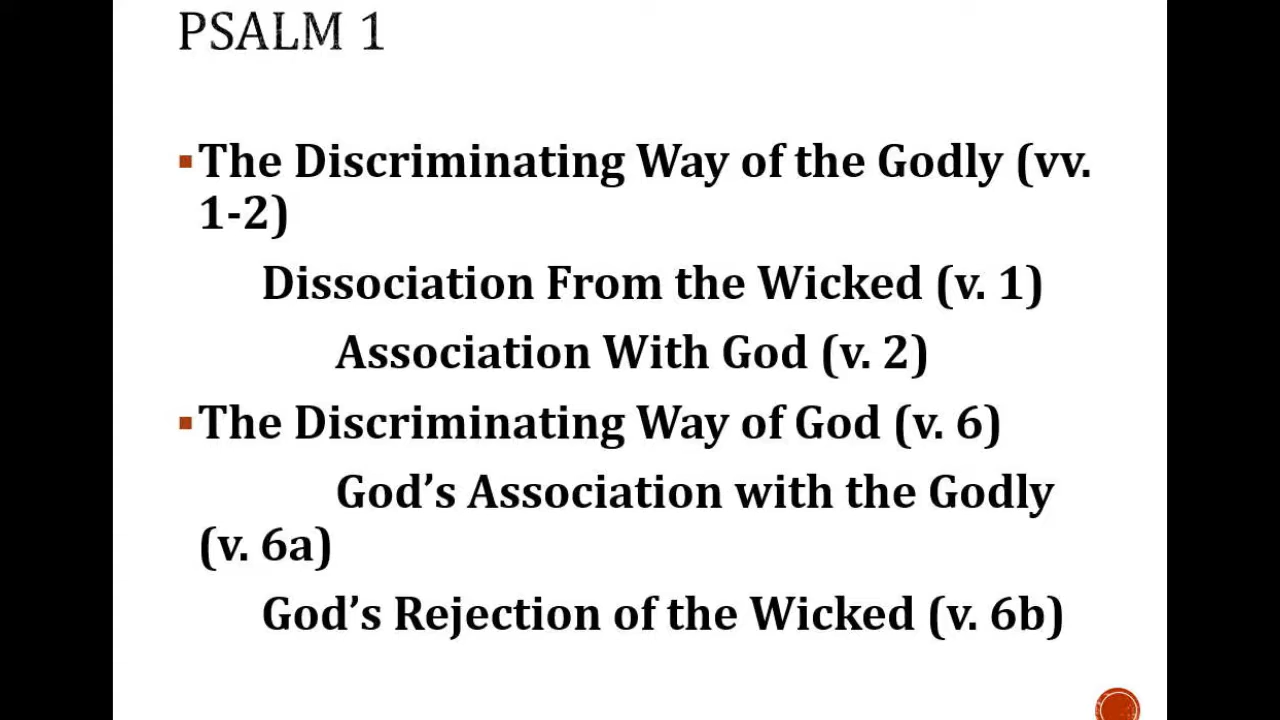 PSALM 1
▪The Discriminating Way of the Godly (vv.
1-2)
Dissociation From the Wicked (v. 1)
Association With God (v. 2)
▪The Discriminating Way of God (v. 6)
God’s Association with the Godly
(v. 6a)
God’s Rejection of the Wicked (v. 6b)